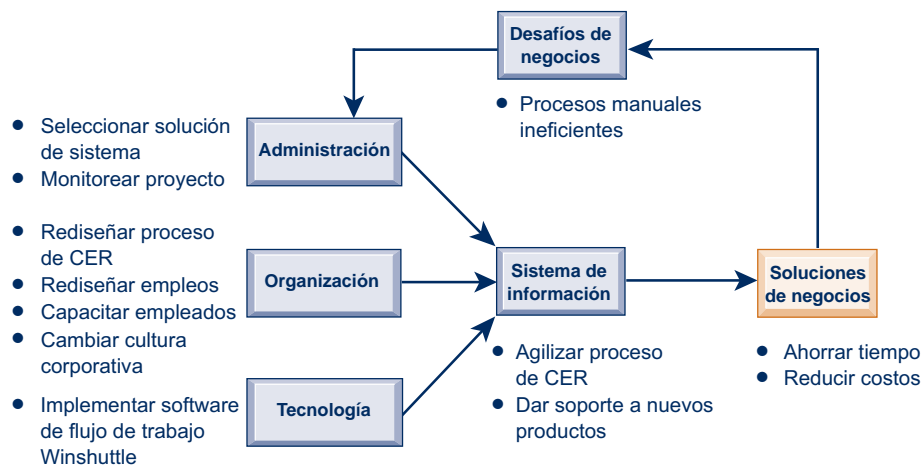 Desafíos de
negocios
• Procesos manuales
ineficientes
• Seleccionar solución
de sistema
• Monitorear proyecto
Administración
• Rediseñar proceso
de CER
• Rediseñar empleos
• Capacitar empleados
• Cambiar cultura
corporativa
Organización
Sistema de
información
Soluciones
de negocios
• Agilizar proceso
de CER
• Dar soporte a nuevos
productos
• Ahorrar tiempo
• Reducir costos
• Implementar software
de flujo de trabajo
Winshuttle
Tecnología